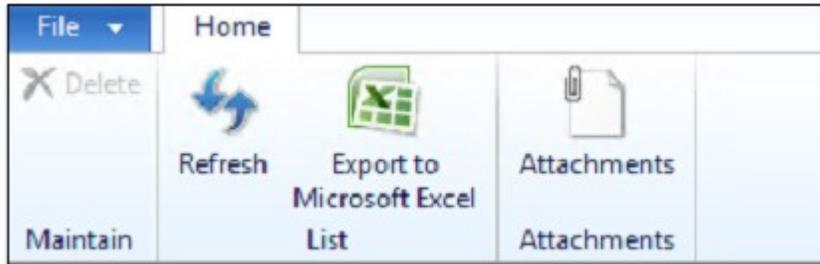 File Home
Delete
Refresh Export to Attachments
Microsoft Excel
Maintain List Attachments